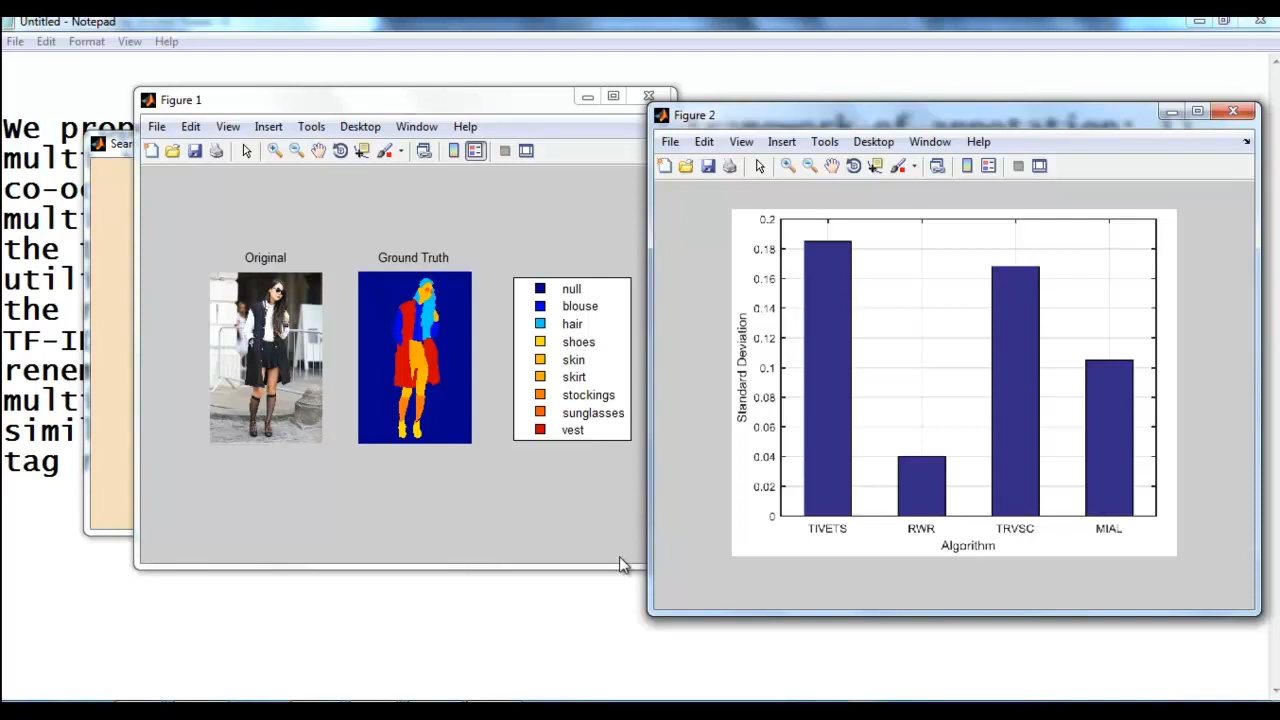 Untitled - Notepad
File Edit Format View Help
We prop
mult
co-o
mult
the
util
the
TF-I
rene
mult
simi
tag
Sear
Figure 1
File Edit View Insert Tools Desktop Window Help
Original
Ground Truth
null
blouse
hair
shoes
skin
skirt
stockings
sunglasses
vest
Figure 2
File Edit View Insert Tools Desktop Window Help
0.2
0.18
0.16
0.14
0.12
0.1
0.08
0.06
0.04
0.02
0
Standard Deviation
TIVETS RWR TRVSC MIAL
Algorithm